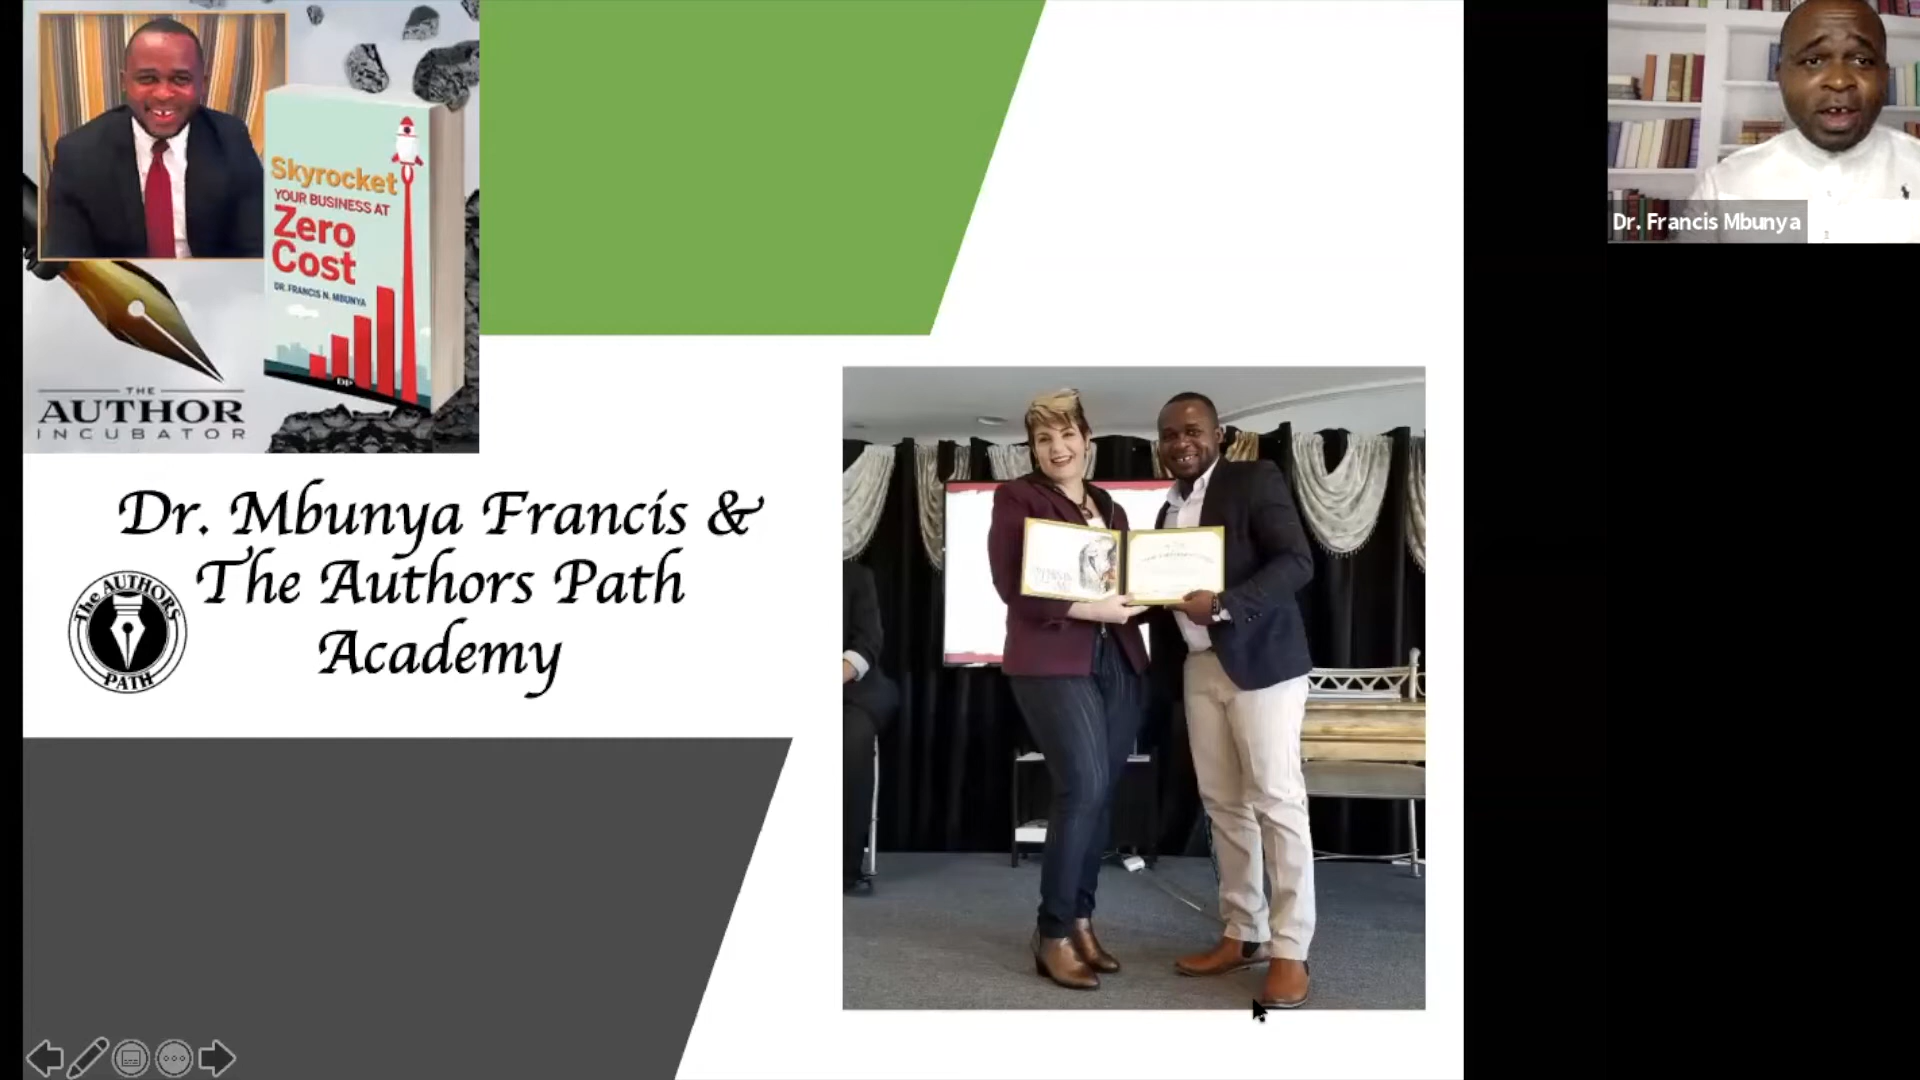 Skyrocket
YOUR BUSINESS AT
Zero
Cost
DR. FRANCIS N. MBUNYA
DP
THE
AUTHOR
INCUBATOR
Dr. Mbunya Francis &
The Authors Path
Academy
The AUTHORS
PATH
Dr. Francis Mbunya